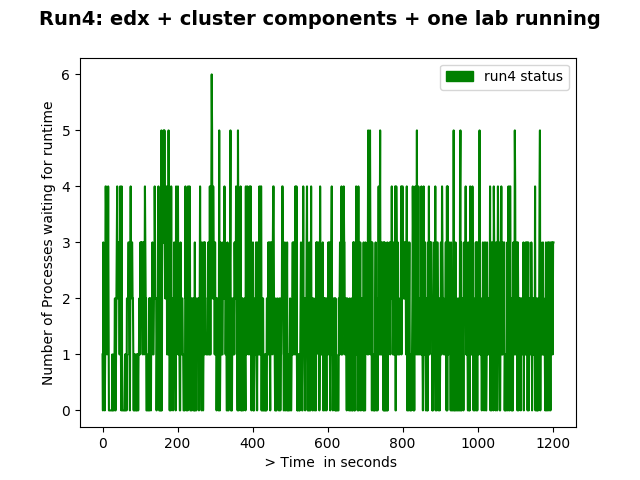 Run4: edx + cluster components + one lab running
run4 status
Number of Processes waiting for runtime
6
5
4
3
2
1
0
0 200 400 600 800 1000 1200
> Time  in seconds